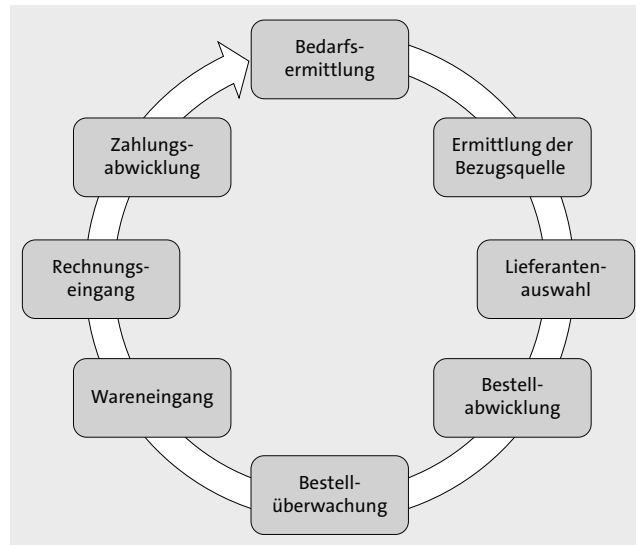 Bedarfs-
ermittlung
Ermittlung der
Bezugsquelle
Lieferanten-
auswahl
Bestell-
abwicklung
Bestell-
überwachung
Wareneingang
Rechnungs-
eingang
Zahlungs-
abwicklung